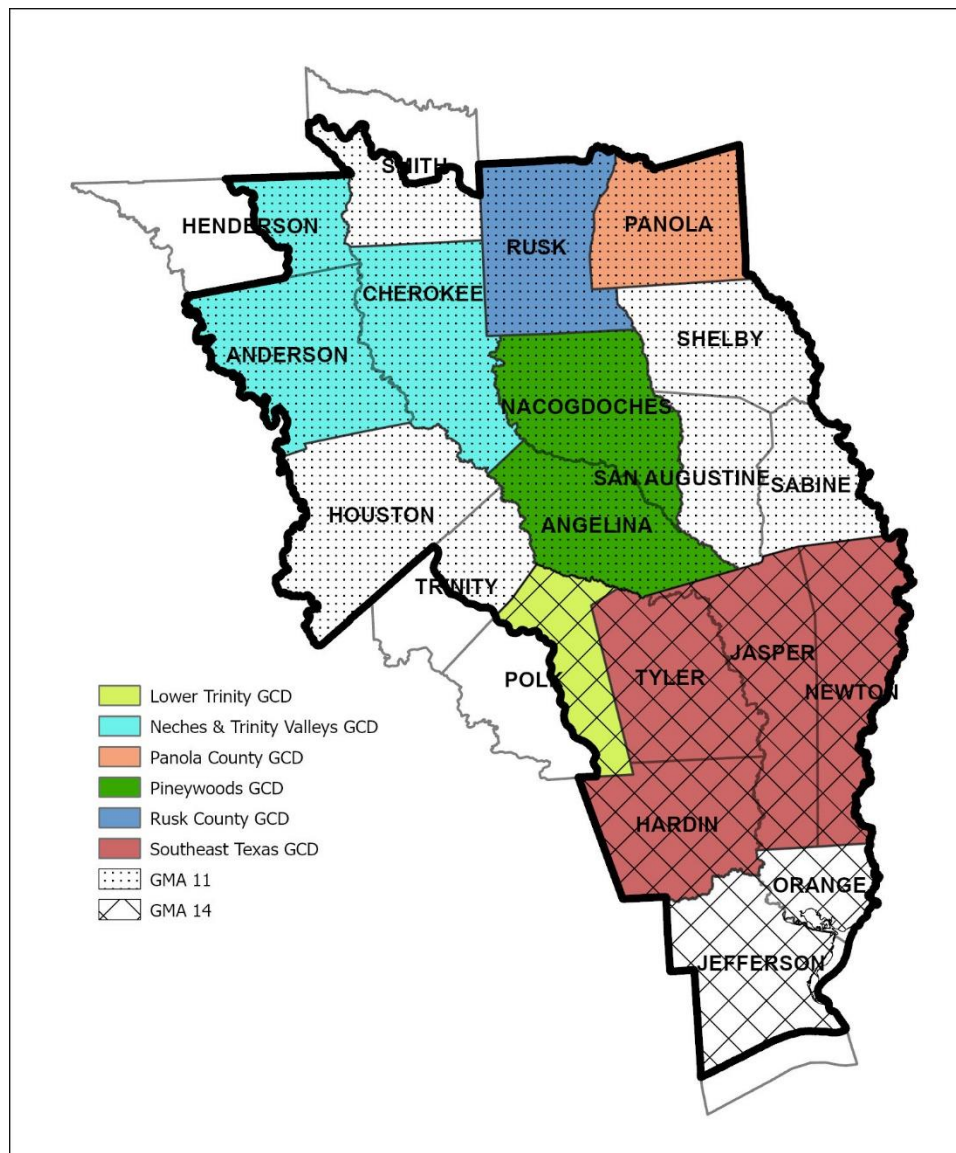 SMITH
HENDERSON
PANOLA
RUSK
CHEROKEE
SHELBY
ANDERSON
NACOGDOCHES
SAN AUGUSTINE
SABINE
HOUSTON
ANGELINA
TRINITY
JASPER
POLK
TYLER
NEWTON
Lower Trinity GCD
Neches & Trinity Valleys GCD
Panola County GCD
Pineywoods GCD
Rusk County GCD
HARDIN
Southeast Texas GCD
GMA 11
ORANGE
GMA 14
JEFFERSON